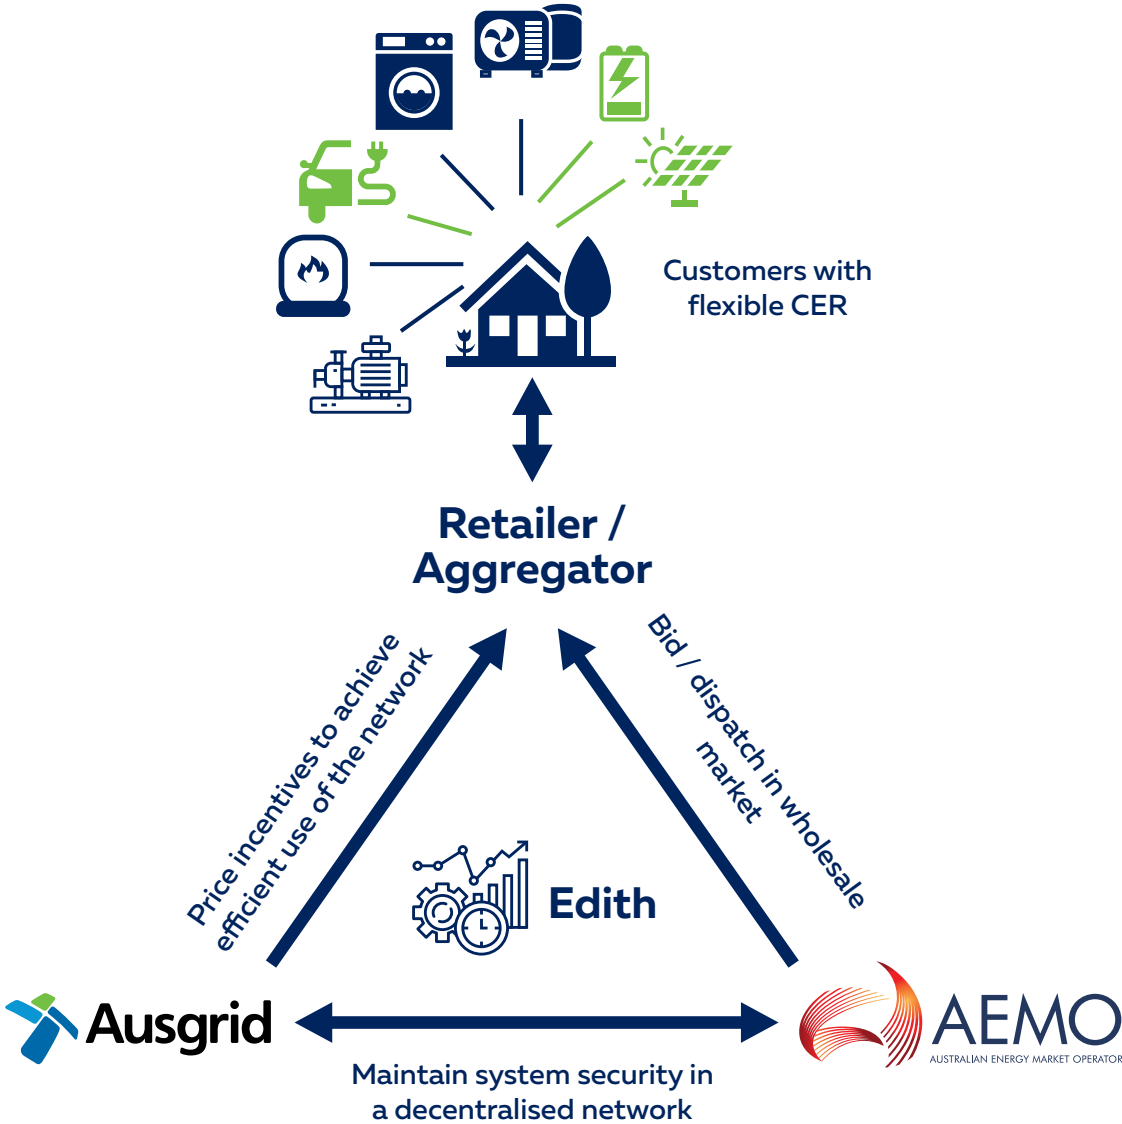 Customers with
flexible CER
Retailer /
Aggregator
Price incentives to achieve
efficient use of the network
Bid / dispatch in wholesale
market
Edith
Ausgrid
AEMO
AUSTRALIAN ENERGY MARKET OPERATOR
Maintain system security in
a decentralised network